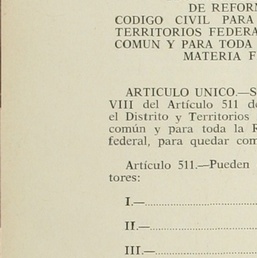 DE REFORM
CODIGO CIVIL PARA
TERRITORIOS FEDERA
COMUN Y PARA TODA
MATERIA F
ARTICULO UNICO.—S
VIII del Artículo 511 d
el Distrito y Territorios
común y para toda la R
federal, para quedar com
Artículo 511.—Pueden
tores:
I.—
II.—
III.—